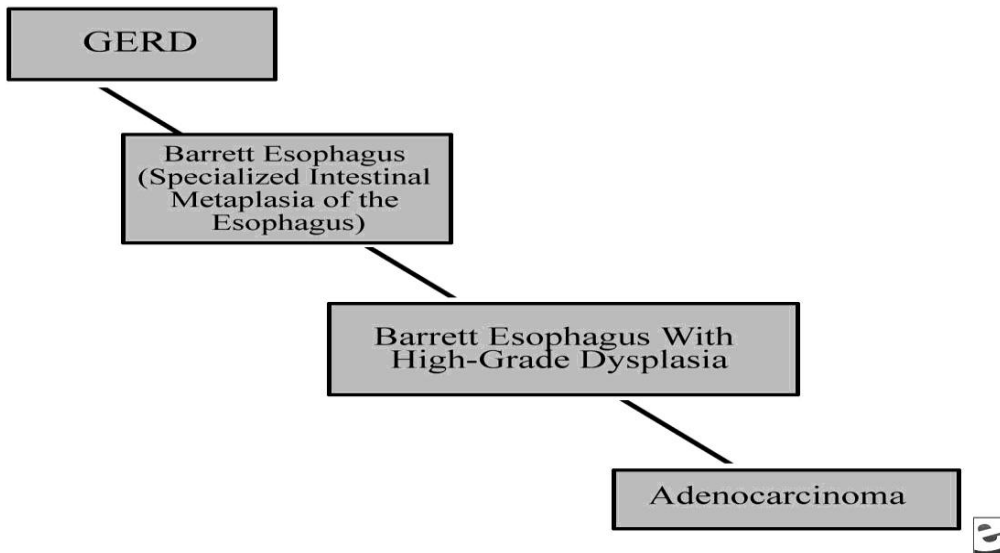 GERD
Barrett Esophagus
(Specialized Intestinal
Metaplasia of the
Esophagus)
Barrett Esophagus With
High-Grade Dysplasia
Adenocarcinoma